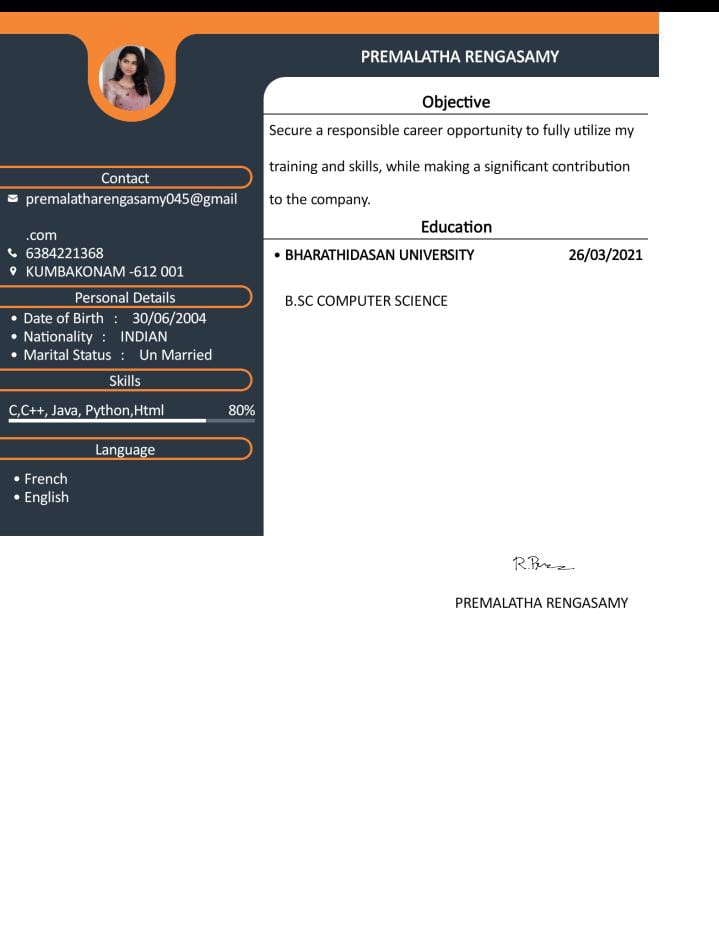 PREMALATHA RENGASAMY
Contact
premalatharengasamy045@gmail
.com
6384221368
KUMBAKONAM -612 001
Personal Details
• Date of Birth : 30/06/2004
• Nationality : INDIAN
• Marital Status : Un Married
Skills
C,C++, Java, Python,Html 80%
Language
• French
• English
Objective
Secure a responsible career opportunity to fully utilize my
training and skills, while making a significant contribution
to the company.
Education
• BHARATHIDASAN UNIVERSITY 26/03/2021
B.SC COMPUTER SCIENCE
PREMALATHA RENGASAMY